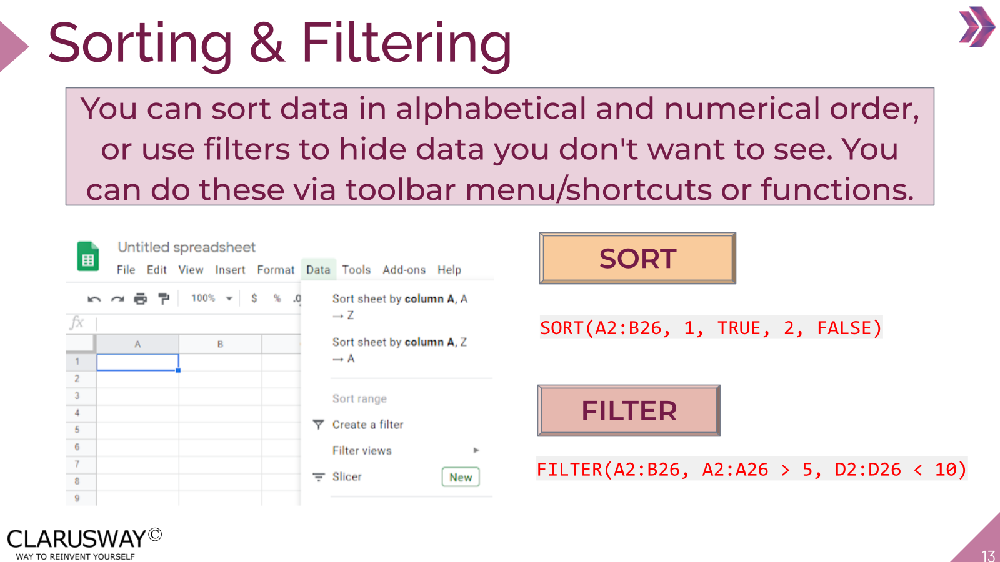 Sorting & Filtering
You can sort data in alphabetical and numerical order,
or use filters to hide data you don't want to see. You
can do these via toolbar menu/shortcuts or functions.
Untitled spreadsheet
File Edit View Insert Format Data Tools Add-ons Help
100% $ % .0
Sort sheet by column A, A
→ Z
Sort sheet by column A, Z
→ A
Sort range
Create a filter
Filter views
Slicer New
fx
A B
1
2
3
4
5
6
7
8
9
SORT
SORT(A2:B26, 1, TRUE, 2, FALSE)
FILTER
FILTER(A2:B26, A2:A26 > 5, D2:D26 < 10)
CLARUSWAY©
WAY TO REINVENT YOURSELF
13